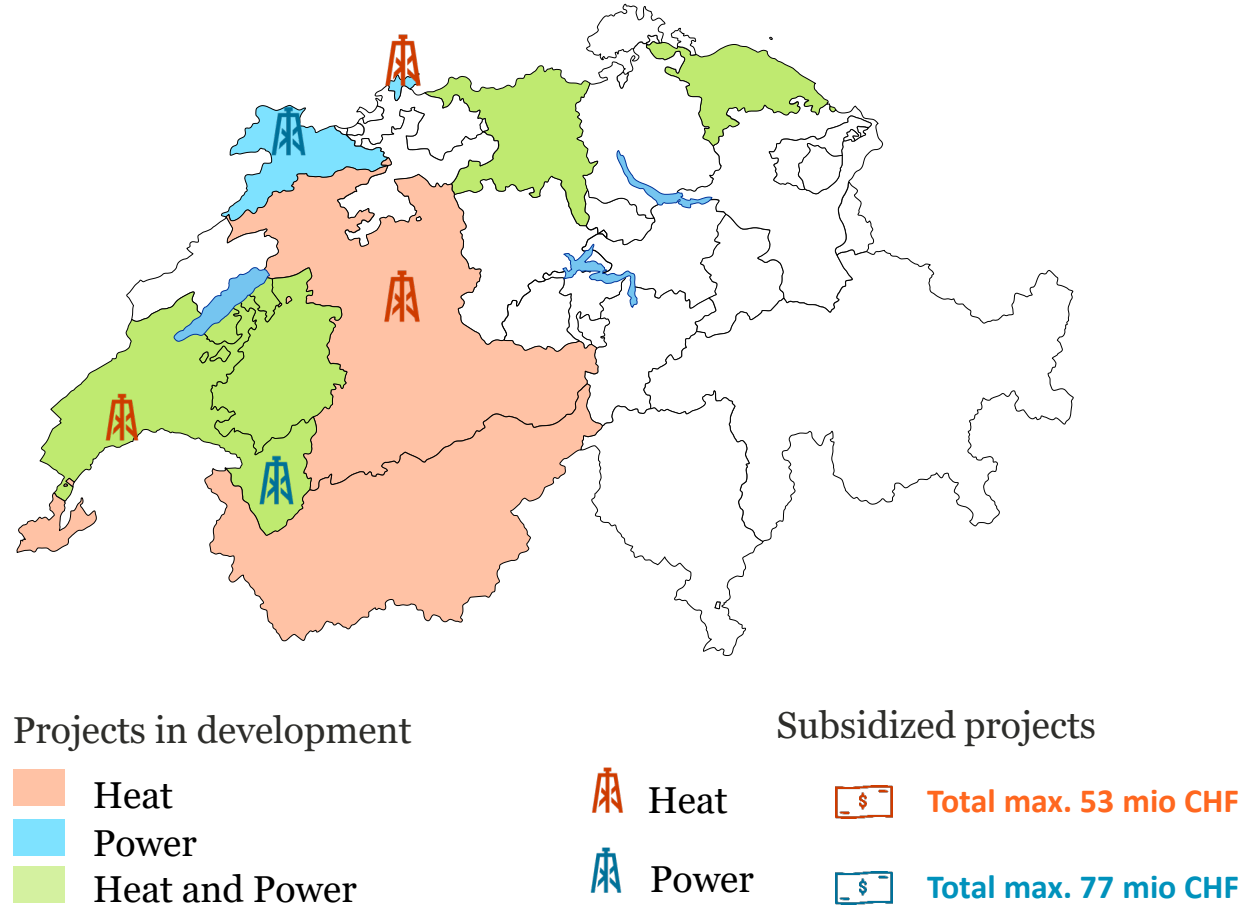 Projects in development
Heat
Power
Heat and Power
Subsidized projects
Heat
$
Total max. 53 mio CHF
Power
$
Total max. 77 mio CHF